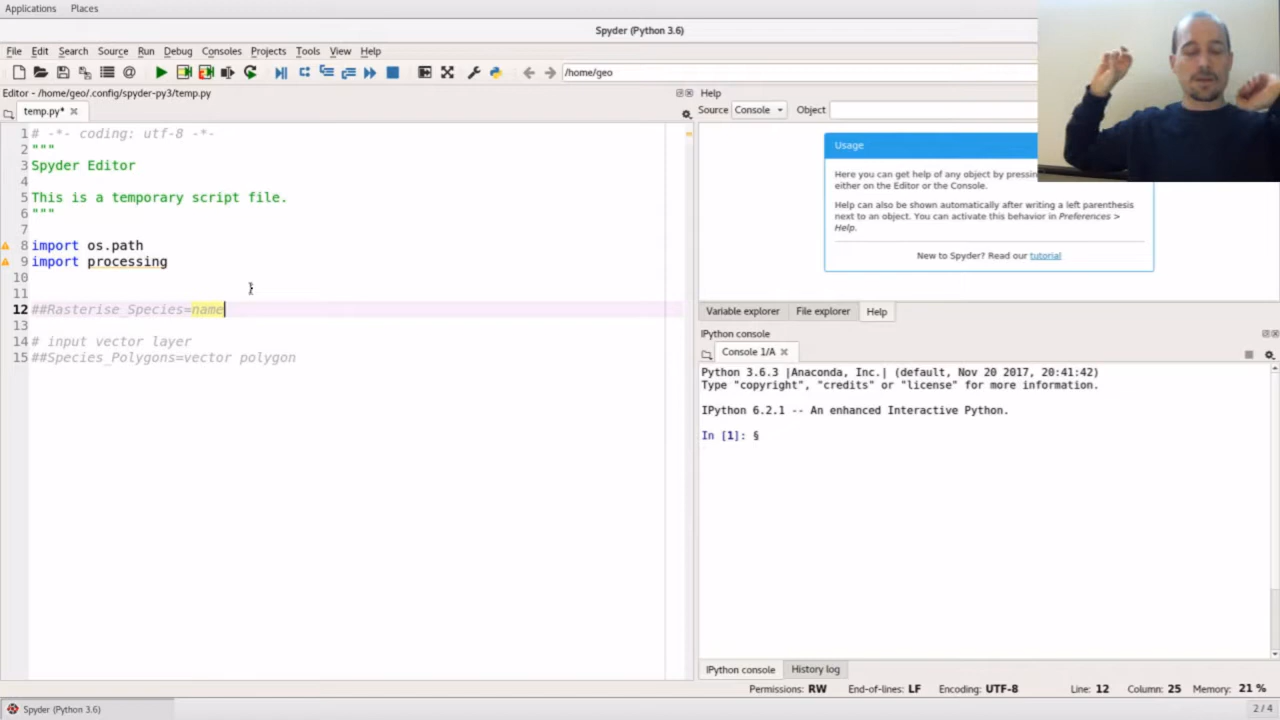 Applications Places
Spyder (Python 3.6)
File Edit Search Source Run Debug Consoles Projects Tools View Help
/home/geo
Editor - /home/geo/.config/spyder-py3/temp.py
temp.py*
1 # -*- coding: utf-8 -*-
2 """
3 Spyder Editor
4
5 This is a temporary script file.
6 """
7
8 import os.path
9 import processing
10
11
12 ##Rasterise_Species=name
13
14 # input vector layer
15 ##Species_Polygons=vector polygon
Help
Source Console Object
Usage
Here you can get help of any object by pressing
either on the Editor or the Console.
Help can also be shown automatically after writing a left parenthesis
next to an object. You can activate this behavior in Preferences >
Help.
New to Spyder? Read our tutorial
Variable explorer File explorer Help
IPython console
Console 1/A
Python 3.6.3 |Anaconda, Inc.| (default, Nov 20 2017, 20:41:42)
Type "copyright", "credits" or "license" for more information.
IPython 6.2.1 -- An enhanced Interactive Python.
In [1]: §
IPython console History log
Permissions: RW End-of-lines: LF Encoding: UTF-8 Line: 12 Column: 25 Memory: 21 %
Spyder (Python 3.6) 2 / 4